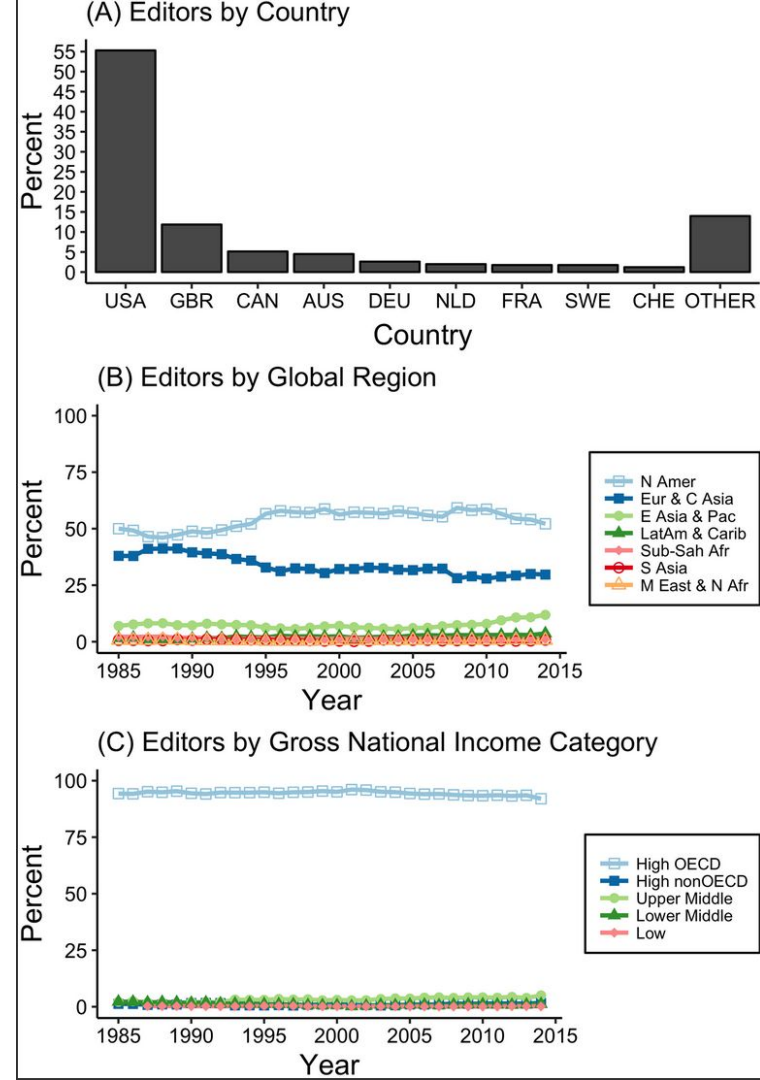 (A) Editors by Country
Percent
55
50
45
40
35
30
25
20
15
10
5
0
USA GBR CAN AUS DEU NLD FRA SWE CHE OTHER
Country
(B) Editors by Global Region
Percent
100
75
50
25
0
1985 1990 1995 2000 2005 2010 2015
Year
N Amer
Eur & C Asia
E Asia & Pac
LatAm & Carib
Sub-Sah Afr
S Asia
M East & N Afr
(C) Editors by Gross National Income Category
Percent
100
75
50
25
0
1985 1990 1995 2000 2005 2010 2015
Year
High OECD
High nonOECD
Upper Middle
Lower Middle
Low